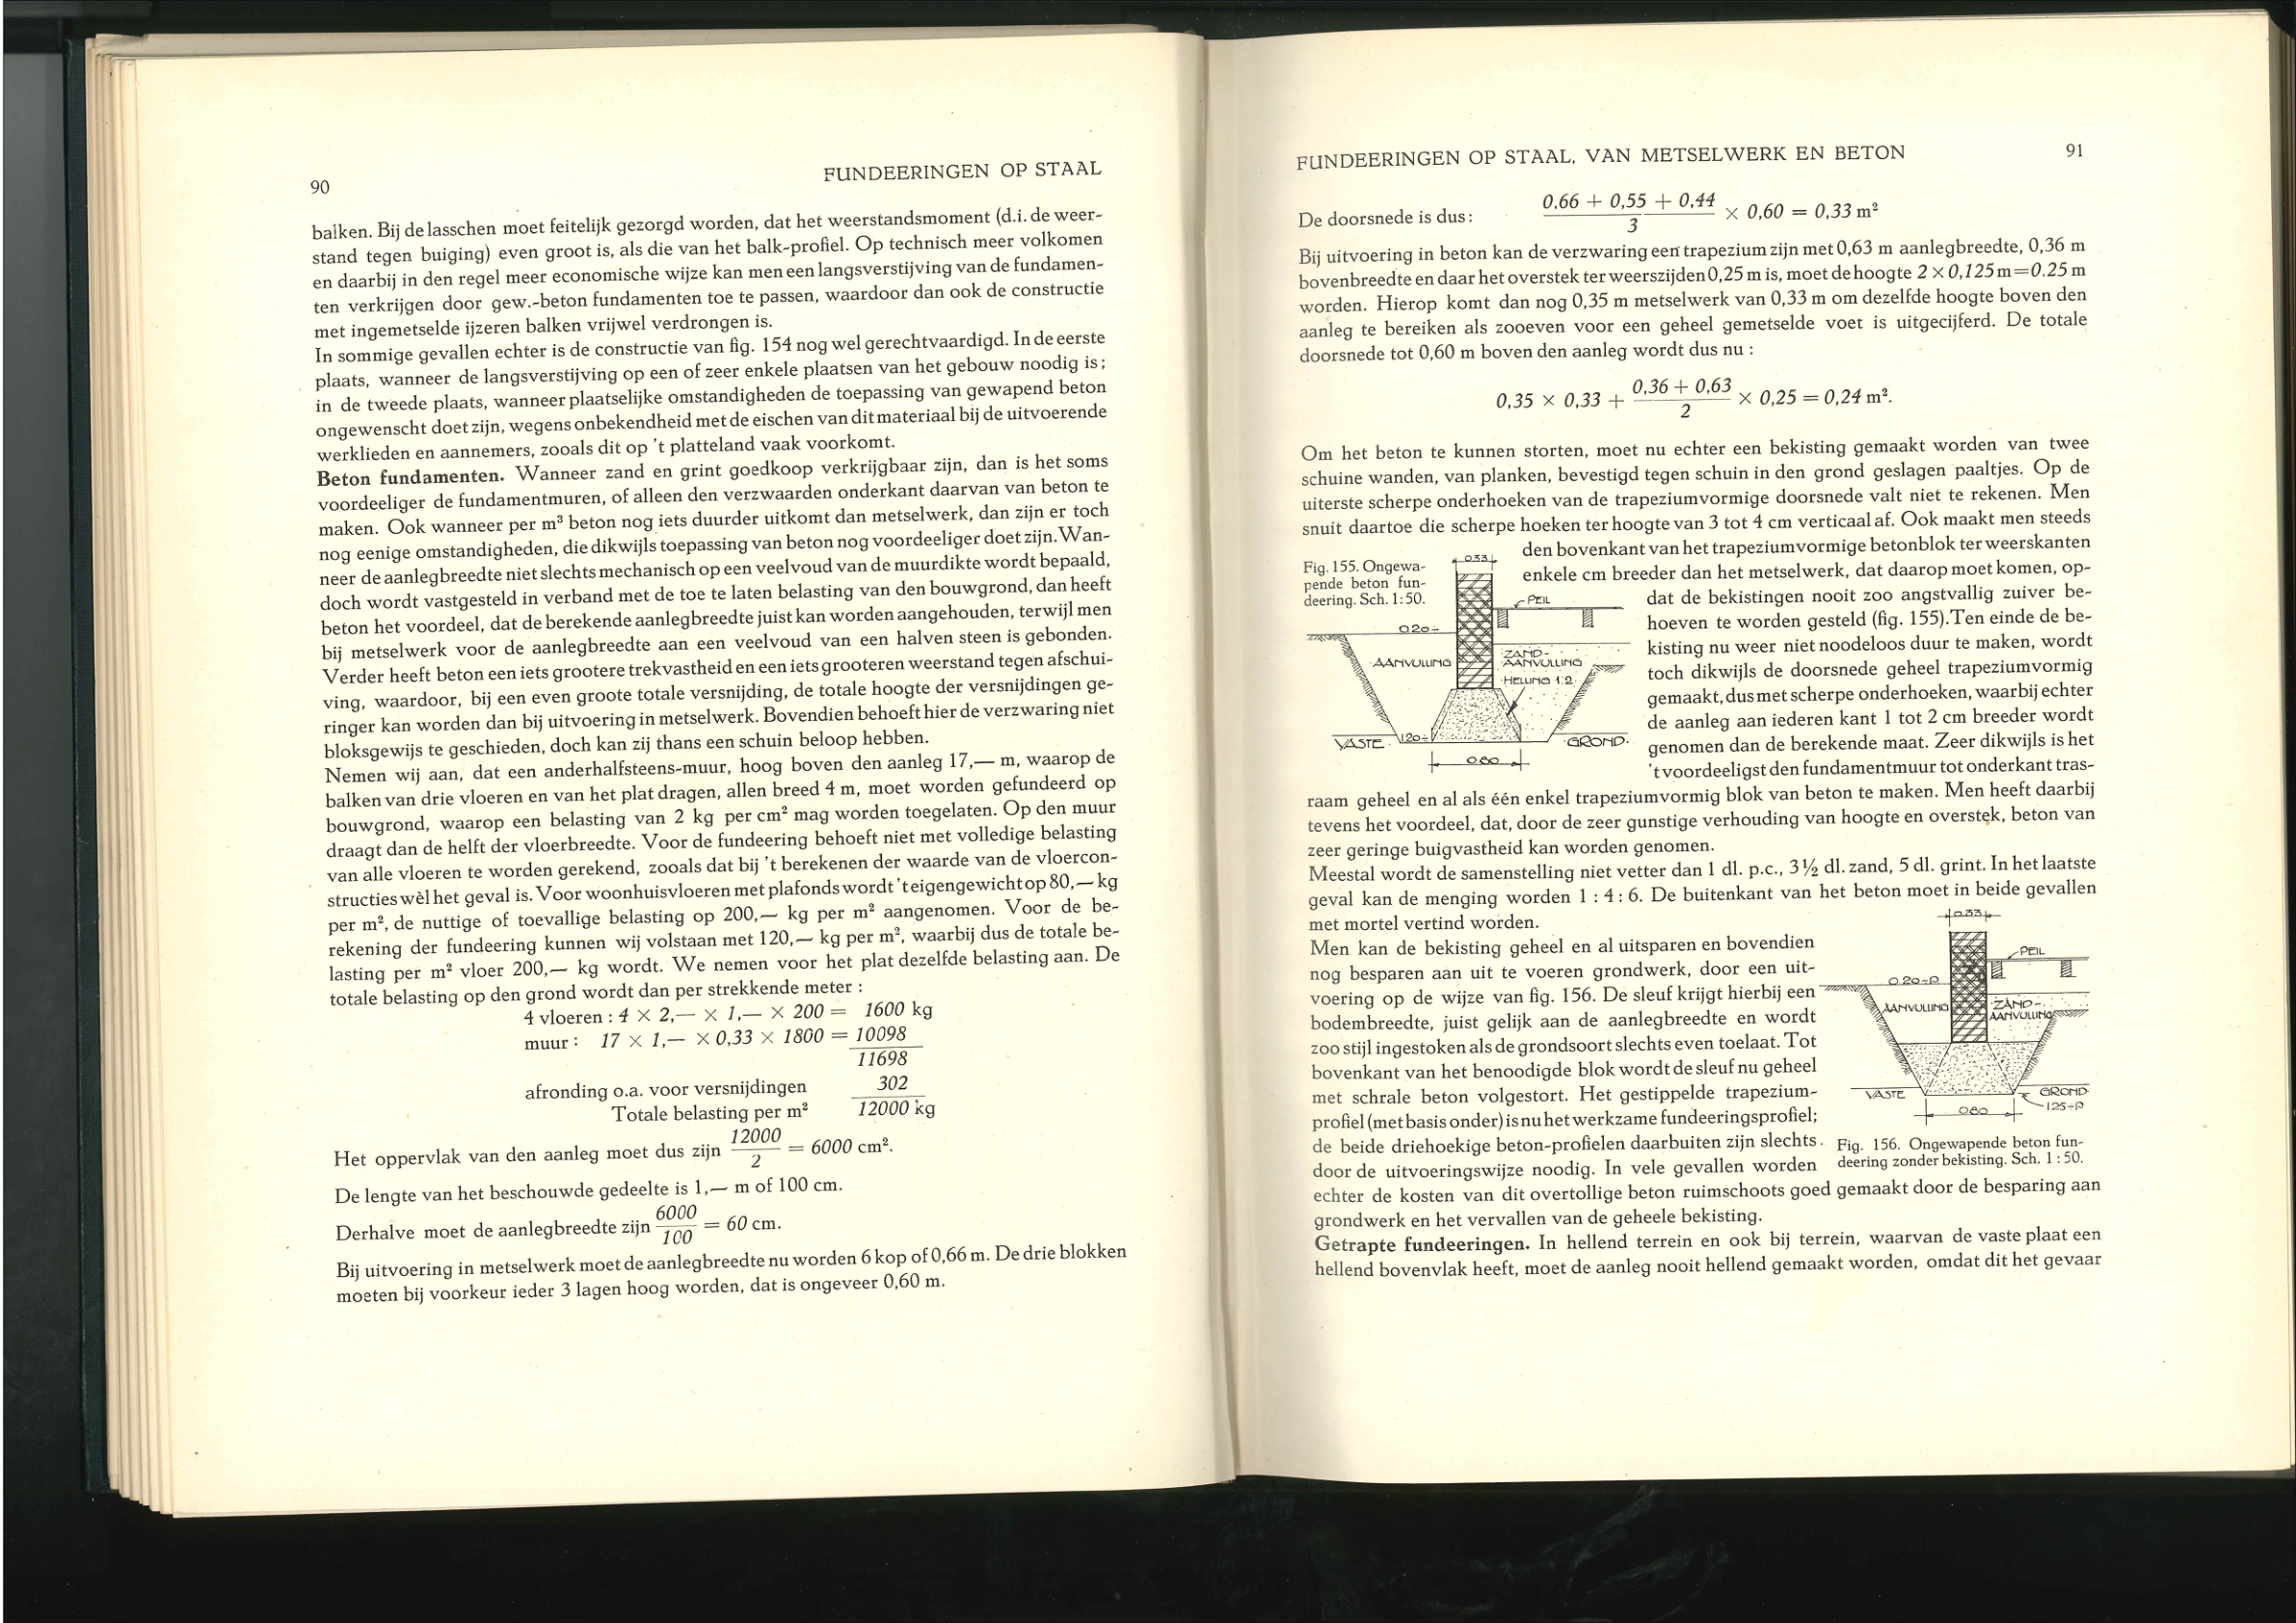 90
FUNDEERINGEN OP STAAL
balken. Bij de lasschen moet feitelijk gezorgd worden, dat het weerstandsmoment (d.i. de weer-
stand tegen buiging) even groot is, als die van het balk-profiel. Op technisch meer volkomen
en daarbij in den regel meer economische wijze kan men een langsverstijving van de fundamen-
ten verkrijgen door gew.-beton fundamenten toe te passen, waardoor dan ook de constructie
met ingemetselde ijzeren balken vrijwel verdrongen is.
In sommige gevallen echter is de constructie van fig. 154 nog wel gerechtvaardigd. In de eerste
plaats, wanneer de langsverstijving op een of zeer enkele plaatsen van het gebouw noodig is;
in de tweede plaats, wanneer plaatselijke omstandigheden de toepassing van gewapend beton
ongewenscht doet zijn, wegens onbekendheid met de eischen van dit materiaal bij de uitvoerende
werklieden en aannemers, zooals dit op 't platteland vaak voorkomt.
Beton fundamenten. Wanneer zand en grint goedkoop verkrijgbaar zijn, dan is het soms
voordeeliger de fundamentmuren, of alleen den verzwaarden onderkant daarvan van beton te
maken. Ook wanneer per m³ beton nog iets duurder uitkomt dan metselwerk, dan zijn er toch
nog eenige omstandigheden, die dikwijls toepassing van beton nog voordeeliger doet zijn. Wan-
neer de aanlegbreedte niet slechts mechanisch op een veelvoud van de muurdikte wordt bepaald,
doch wordt vastgesteld in verband met de toe te laten belasting van den bouwgrond, dan heeft
beton het voordeel, dat de berekende aanlegbreedte juist kan worden aangehouden, terwijl men
bij metselwerk voor de aanlegbreedte aan een veelvoud van een halven steen is gebonden.
Verder heeft beton een iets grootere trekvastheid en een iets grooteren weerstand tegen afschui-
ving, waardoor, bij een even groote totale versnijding, de totale hoogte der versnijdingen ge-
ringer kan worden dan bij uitvoering in metselwerk. Bovendien behoeft hier de verzwaring niet
bloksgewijs te geschieden, doch kan zij thans een schuin beloop hebben.
Nemen wij aan, dat een anderhalfsteens-muur, hoog boven den aanleg 17,— m, waarop de
balken van drie vloeren en van het plat dragen, allen breed 4 m, moet worden gefundeerd op
bouwgrond, waarop een belasting van 2 kg per cm² mag worden toegelaten. Op den muur
draagt dan de helft der vloerbreedte. Voor de fundeering behoeft niet met volledige belasting
van alle vloeren te worden gerekend, zooals dat bij 't berekenen der waarde van de vloercon-
structies wèl het geval is. Voor woonhuisvloeren met plafonds wordt 't eigengewicht op 80,— kg
per m², de nuttige of toevallige belasting op 200,— kg per m² aangenomen. Voor de be-
rekening der fundeering kunnen wij volstaan met 120,— kg per m², waarbij dus de totale be-
lasting per m² vloer 200,— kg wordt. We nemen voor het plat dezelfde belasting aan. De
totale belasting op den grond wordt dan per strekkende meter :
4 vloeren : 4 × 2,— × 1,— × 200 = 1600 kg
muur : 17 × 1,— × 0,33 × 1800 = 10098
11698
afronding o.a. voor versnijdingen 302
Totale belasting per m² 12000 kg
Het oppervlak van den aanleg moet dus zijn 12000/2 = 6000 cm².
De lengte van het beschouwde gedeelte is 1,— m of 100 cm.
Derhalve moet de aanlegbreedte zijn 6000/100 = 60 cm.
Bij uitvoering in metselwerk moet de aanlegbreedte nu worden 6 kop of 0,66 m. De drie blokken
moeten bij voorkeur ieder 3 lagen hoog worden, dat is ongeveer 0,60 m.
FUNDEERINGEN OP STAAL, VAN METSELWERK EN BETON
91
De doorsnede is dus: (0,66 + 0,55 + 0,44)/3 × 0,60 = 0,33 m²
Bij uitvoering in beton kan de verzwaring een trapezium zijn met 0,63 m aanlegbreedte, 0,36 m
bovenbreedte en daar het overstek ter weerszijden 0,25 m is, moet de hoogte 2 × 0,125 m=0.25 m
worden. Hierop komt dan nog 0,35 m metselwerk van 0,33 m om dezelfde hoogte boven den
aanleg te bereiken als zooeven voor een geheel gemetselde voet is uitgecijferd. De totale
doorsnede tot 0,60 m boven den aanleg wordt dus nu :
0,35 × 0,33 + (0,36 + 0,63)/2 × 0,25 = 0,24 m².
Om het beton te kunnen storten, moet nu echter een bekisting gemaakt worden van twee
schuine wanden, van planken, bevestigd tegen schuin in den grond geslagen paaltjes. Op de
uiterste scherpe onderhoeken van de trapeziumvormige doorsnede valt niet te rekenen. Men
snuit daartoe die scherpe hoeken ter hoogte van 3 tot 4 cm verticaal af. Ook maakt men steeds
den bovenkant van het trapeziumvormige betonblok ter weerskanten
enkele cm breeder dan het metselwerk, dat daarop moet komen, op-
dat de bekistingen nooit zoo angstvallig zuiver be-
hoeven te worden gesteld (fig. 155). Ten einde de be-
kisting nu weer niet noodeloos duur te maken, wordt
toch dikwijls de doorsnede geheel trapeziumvormig
gemaakt, dus met scherpe onderhoeken, waarbij echter
de aanleg aan iederen kant 1 tot 2 cm breeder wordt
genomen dan de berekende maat. Zeer dikwijls is het
't voordeeligst den fundamentmuur tot onderkant tras-
Fig. 155. Ongewa-
pende beton fun-
deering. Sch. 1:50.
0.33
PEIL
0.20÷
AANVULLING
ZAND-
AANVULLING
HELLING 1:2
VASTE
1.20÷
GROND.
0.60
raam geheel en al als één enkel trapeziumvormig blok van beton te maken. Men heeft daarbij
tevens het voordeel, dat, door de zeer gunstige verhouding van hoogte en overstek, beton van
zeer geringe buigvastheid kan worden genomen.
Meestal wordt de samenstelling niet vetter dan 1 dl. p.c., 3½ dl. zand, 5 dl. grint. In het laatste
geval kan de menging worden 1 : 4 : 6. De buitenkant van het beton moet in beide gevallen
met mortel vertind worden.
Men kan de bekisting geheel en al uitsparen en bovendien
nog besparen aan uit te voeren grondwerk, door een uit-
voering op de wijze van fig. 156. De sleuf krijgt hierbij een
bodembreedte, juist gelijk aan de aanlegbreedte en wordt
zoo stijl ingestoken als de grondsoort slechts even toelaat. Tot
bovenkant van het benoodigde blok wordt de sleuf nu geheel
met schrale beton volgestort. Het gestippelde trapezium-
profiel (met basis onder) is nu het werkzame fundeeringsprofiel;
de beide driehoekige beton-profielen daarbuiten zijn slechts
door de uitvoeringswijze noodig. In vele gevallen worden
0.33
PEIL
0.20÷P
AANVULLING
ZAND-
AANVULLING
VASTE
GROND
1.25÷P
0.60
Fig. 156. Ongewapende beton fun-
deering zonder bekisting. Sch. 1 : 50.
echter de kosten van dit overtollige beton ruimschoots goed gemaakt door de besparing aan
grondwerk en het vervallen van de geheele bekisting.
Getrapte fundeeringen. In hellend terrein en ook bij terrein, waarvan de vaste plaat een
hellend bovenvlak heeft, moet de aanleg nooit hellend gemaakt worden, omdat dit het gevaar